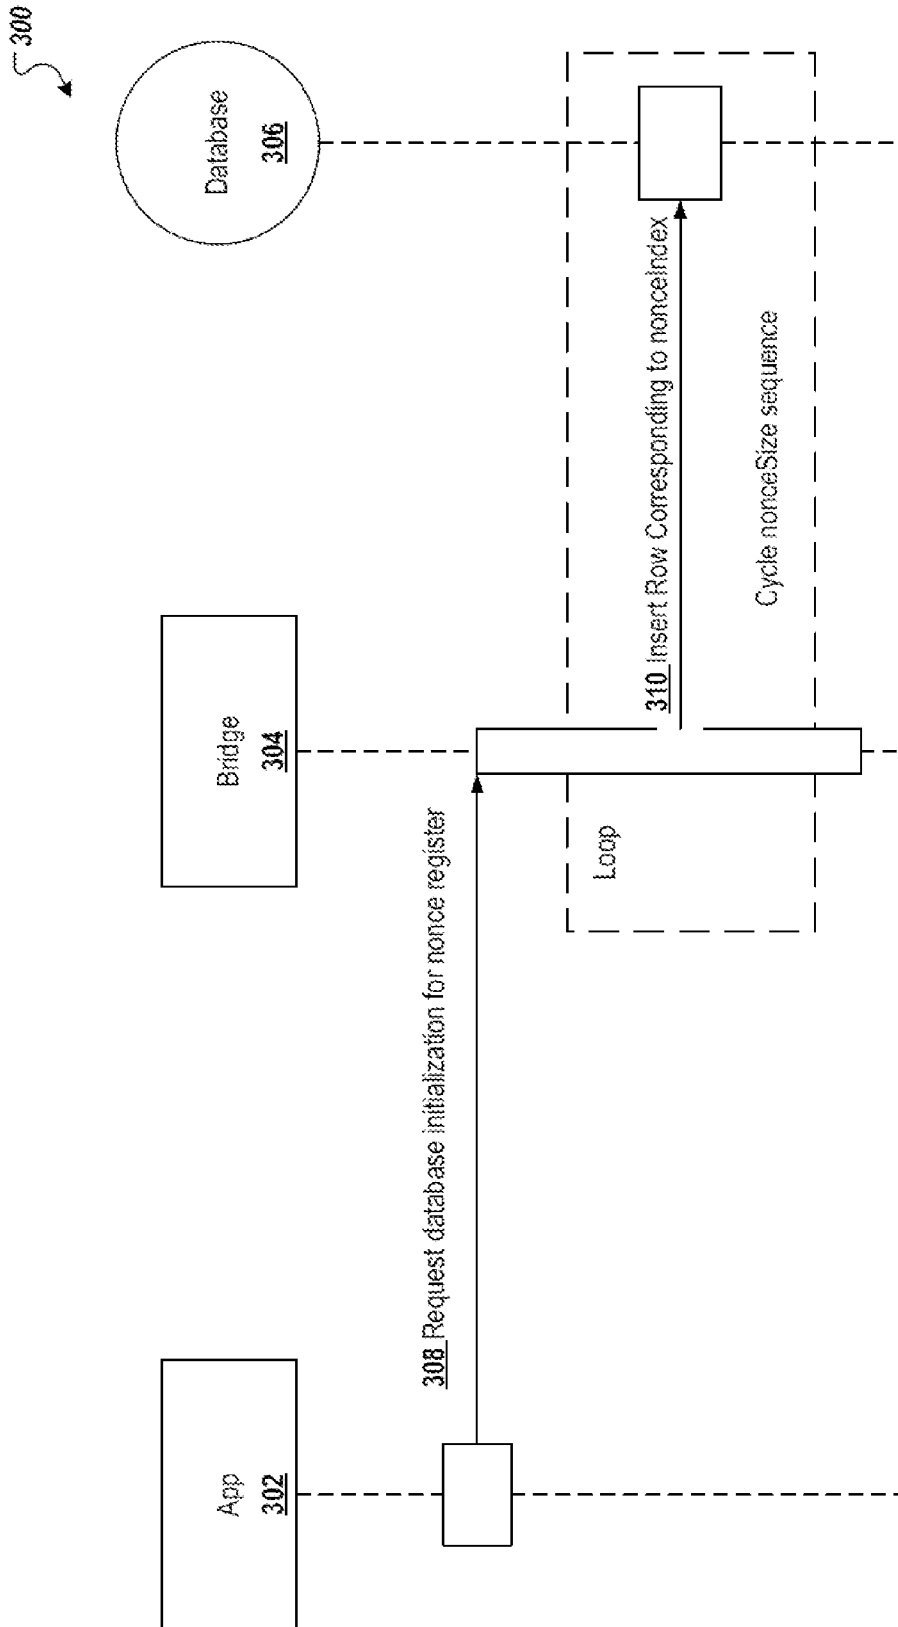 300
App
302
Bridge
304
Database
306
308 Request database initialization for nonce register
Loop
310 Insert Row Corresponding to nonceIndex
Cycle nonceSize sequence